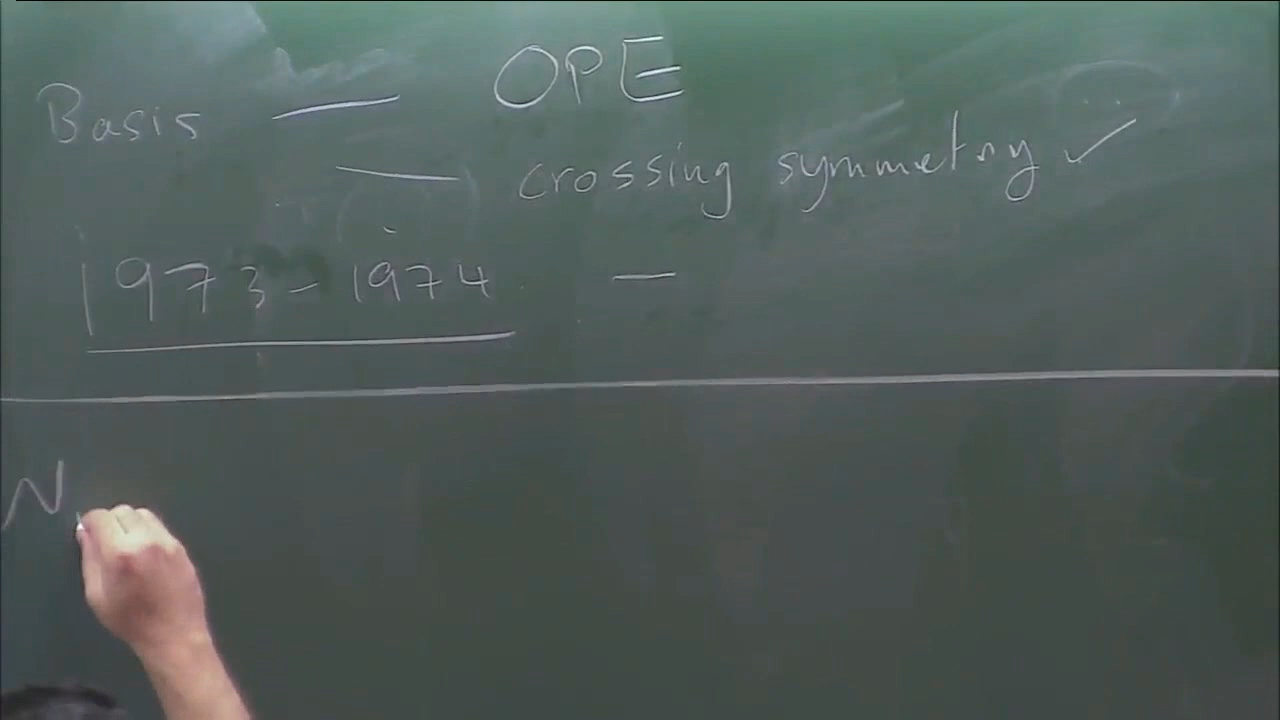 Basis — OPE
— crossing symmetry ✓
1973 - 1974 —
N